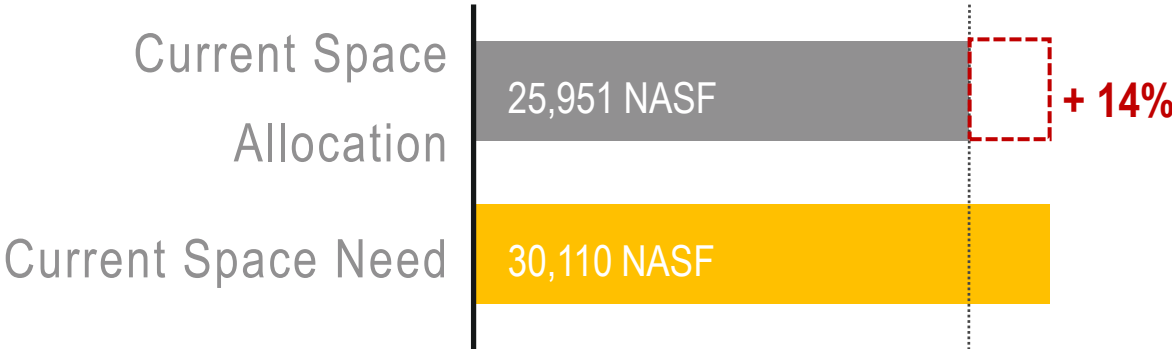 Current Space
25,951 NASF
+ 14%
Allocation
Current Space Need
30,110 NASF